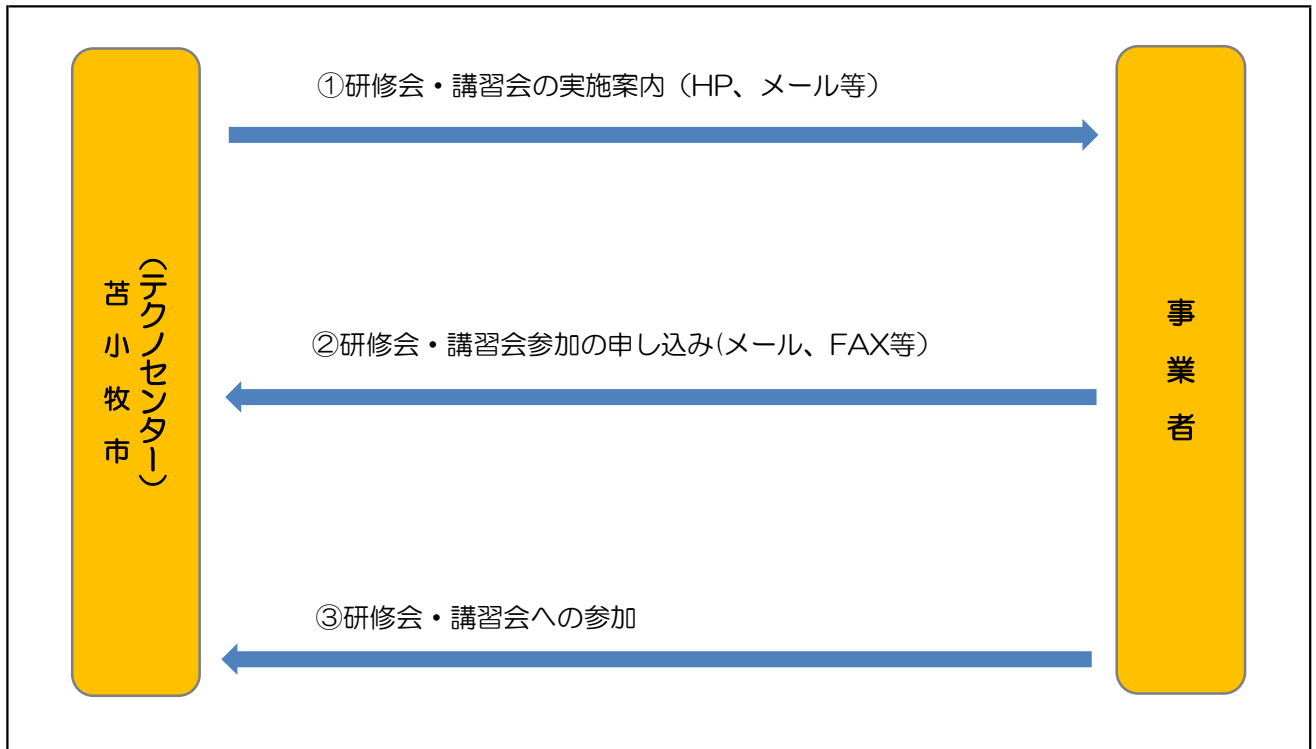 ①研修会・講習会の実施案内（HP、メール等）
苫小牧市
（テクノセンター）
事業者
②研修会・講習会参加の申し込み(メール、FAX等）
③研修会・講習会への参加